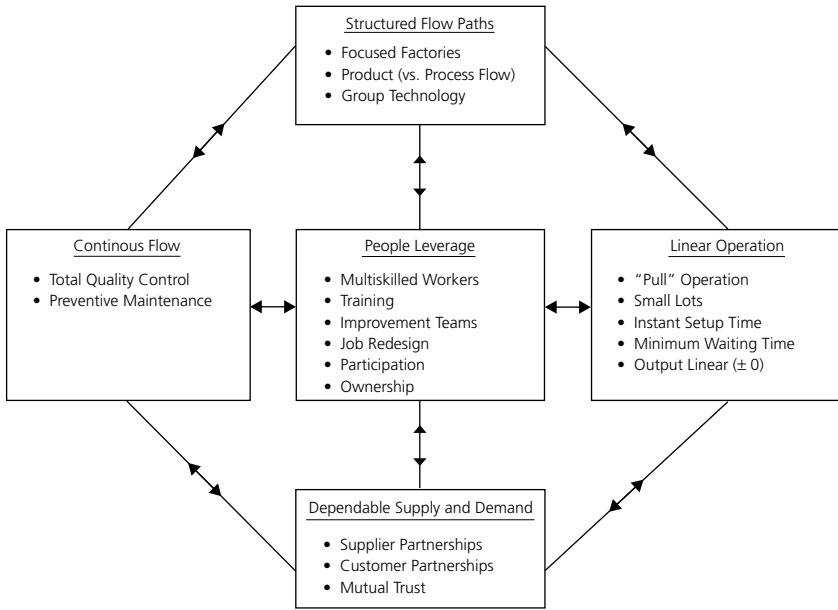 Structured Flow Paths
• Focused Factories
• Product (vs. Process Flow)
• Group Technology
Continous Flow
• Total Quality Control
• Preventive Maintenance
People Leverage
• Multiskilled Workers
• Training
• Improvement Teams
• Job Redesign
• Participation
• Ownership
Linear Operation
• “Pull” Operation
• Small Lots
• Instant Setup Time
• Minimum Waiting Time
• Output Linear (± 0)
Dependable Supply and Demand
• Supplier Partnerships
• Customer Partnerships
• Mutual Trust